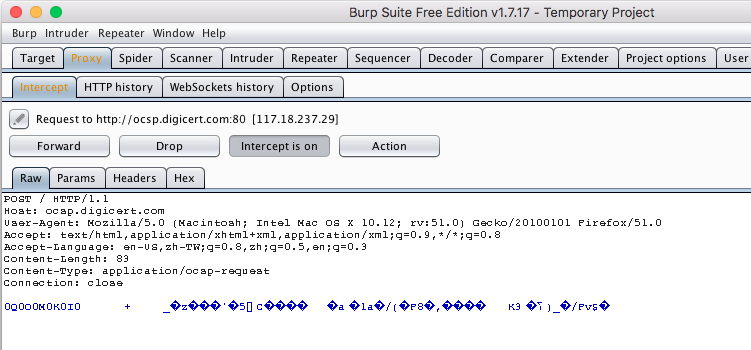 Burp Suite Free Edition v1.7.17 - Temporary Project
Burp Intruder Repeater Window Help
Target Proxy Spider Scanner Intruder Repeater Sequencer Decoder Comparer Extender Project options User
Intercept HTTP history WebSockets history Options
Request to http://ocsp.digicert.com:80 [117.18.237.29]
Forward Drop Intercept is on Action
Raw Params Headers Hex
POST / HTTP/1.1
Host: ocsp.digicert.com
User-Agent: Mozilla/5.0 (Macintosh; Intel Mac OS X 10.12; rv:51.0) Gecko/20100101 Firefox/51.0
Accept: text/html,application/xhtml+xml,application/xml;q=0.9,*/*;q=0.8
Accept-Language: en-US,zh-TW;q=0.8,zh;q=0.5,en;q=0.3
Content-Length: 83
Content-Type: application/ocsp-request
Connection: close
0Q0O0M0K0I0 +